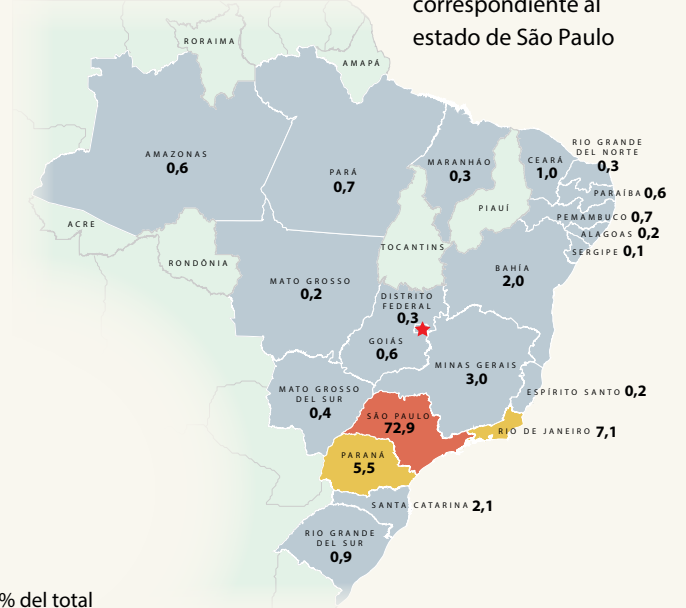 correspondiente al
estado de São Paulo
RORAIMA
AMAPÁ
AMAZONAS
0,6
PARÁ
0,7
MARANHÁO
0,3
CEARÁ
1,0
RIO GRANDE
DEL NORTE
0,3
PARAÍBA 0,6
PIAUÍ
PEMAMBUCO 0,7
ALAGOAS 0,2
SERGIPE 0,1
ACRE
RONDÔNIA
TOCANTINS
MATO GROSSO
0,2
BAHÍA
2,0
DISTRITO
FEDERAL
0,3
GOIÁS
0,6
MINAS GERAIS
3,0
ESPÍRITO SANTO 0,2
MATO GROSSO
DEL SUR
0,4
SÃO PAULO
72,9
RIO DE JANEIRO 7,1
PARANÁ
5,5
SANTA CATARINA 2,1
RIO GRANDE
DEL SUR
0,9
% del total